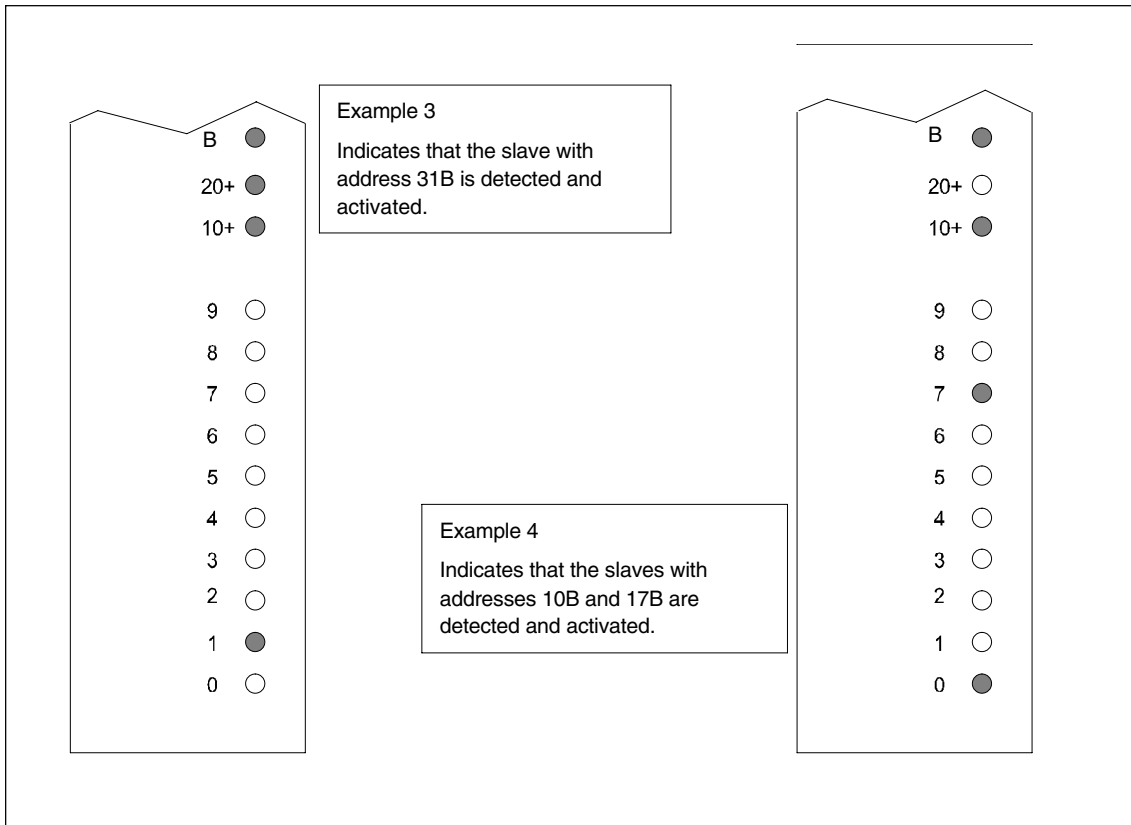 Example 3
Indicates that the slave with
address 31B is detected and
activated.
B
20+
10+
9
8
7
6
5
4
3
2
1
0
Example 4
Indicates that the slaves with
addresses 10B and 17B are
detected and activated.
B
20+
10+
9
8
7
6
5
4
3
2
1
0